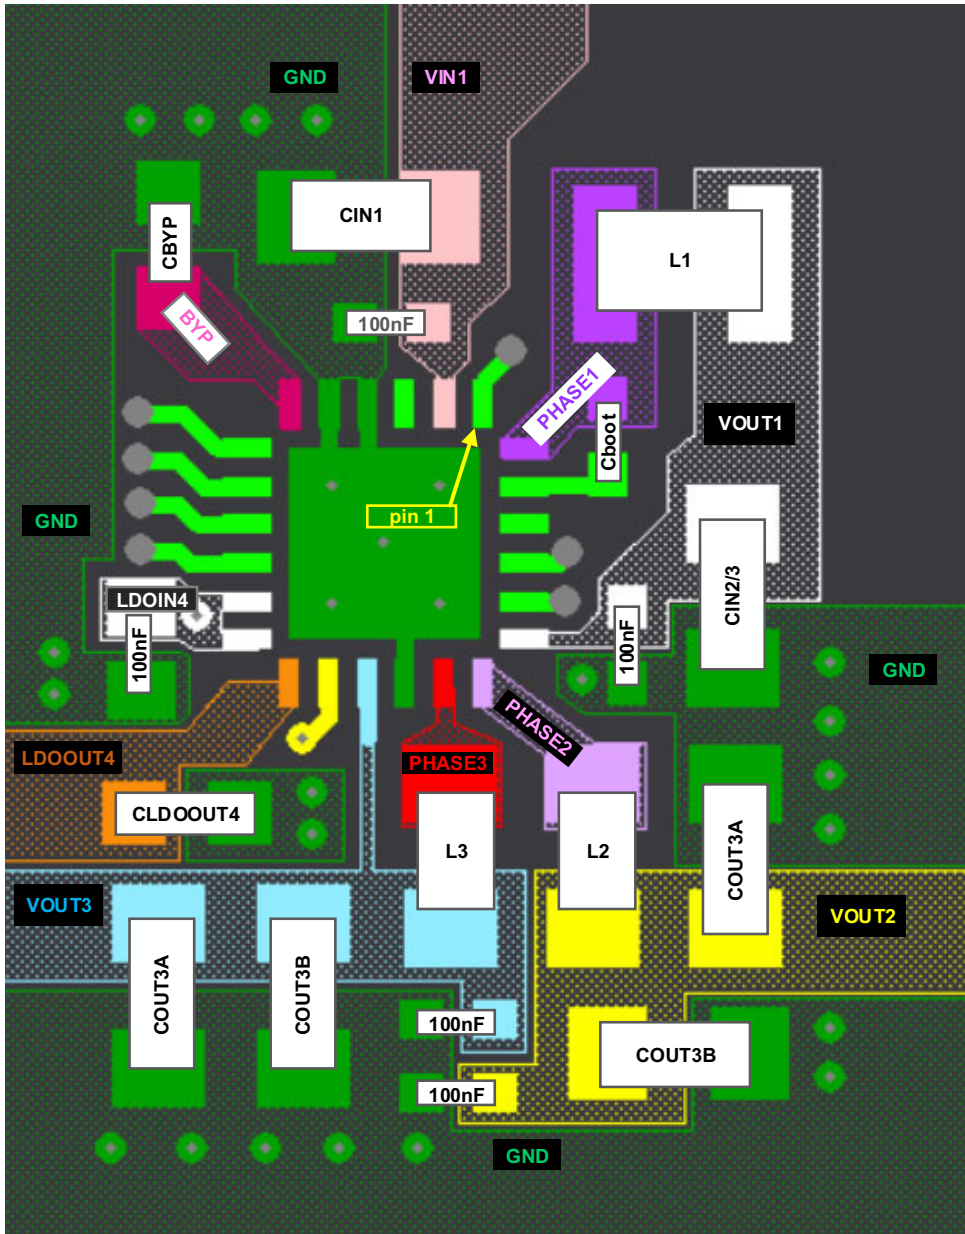 GND
VIN1
CIN1
CBYP
L1
BYP
100nF
PHASE1
VOUT1
Cboot
pin 1
GND
CIN2/3
LDOIN4
100nF
100nF
GND
PHASE2
LDOOUT4
PHASE3
CLDOOUT4
L3
L2
COUT3A
VOUT3
VOUT2
COUT3A
COUT3B
100nF
COUT3B
100nF
GND